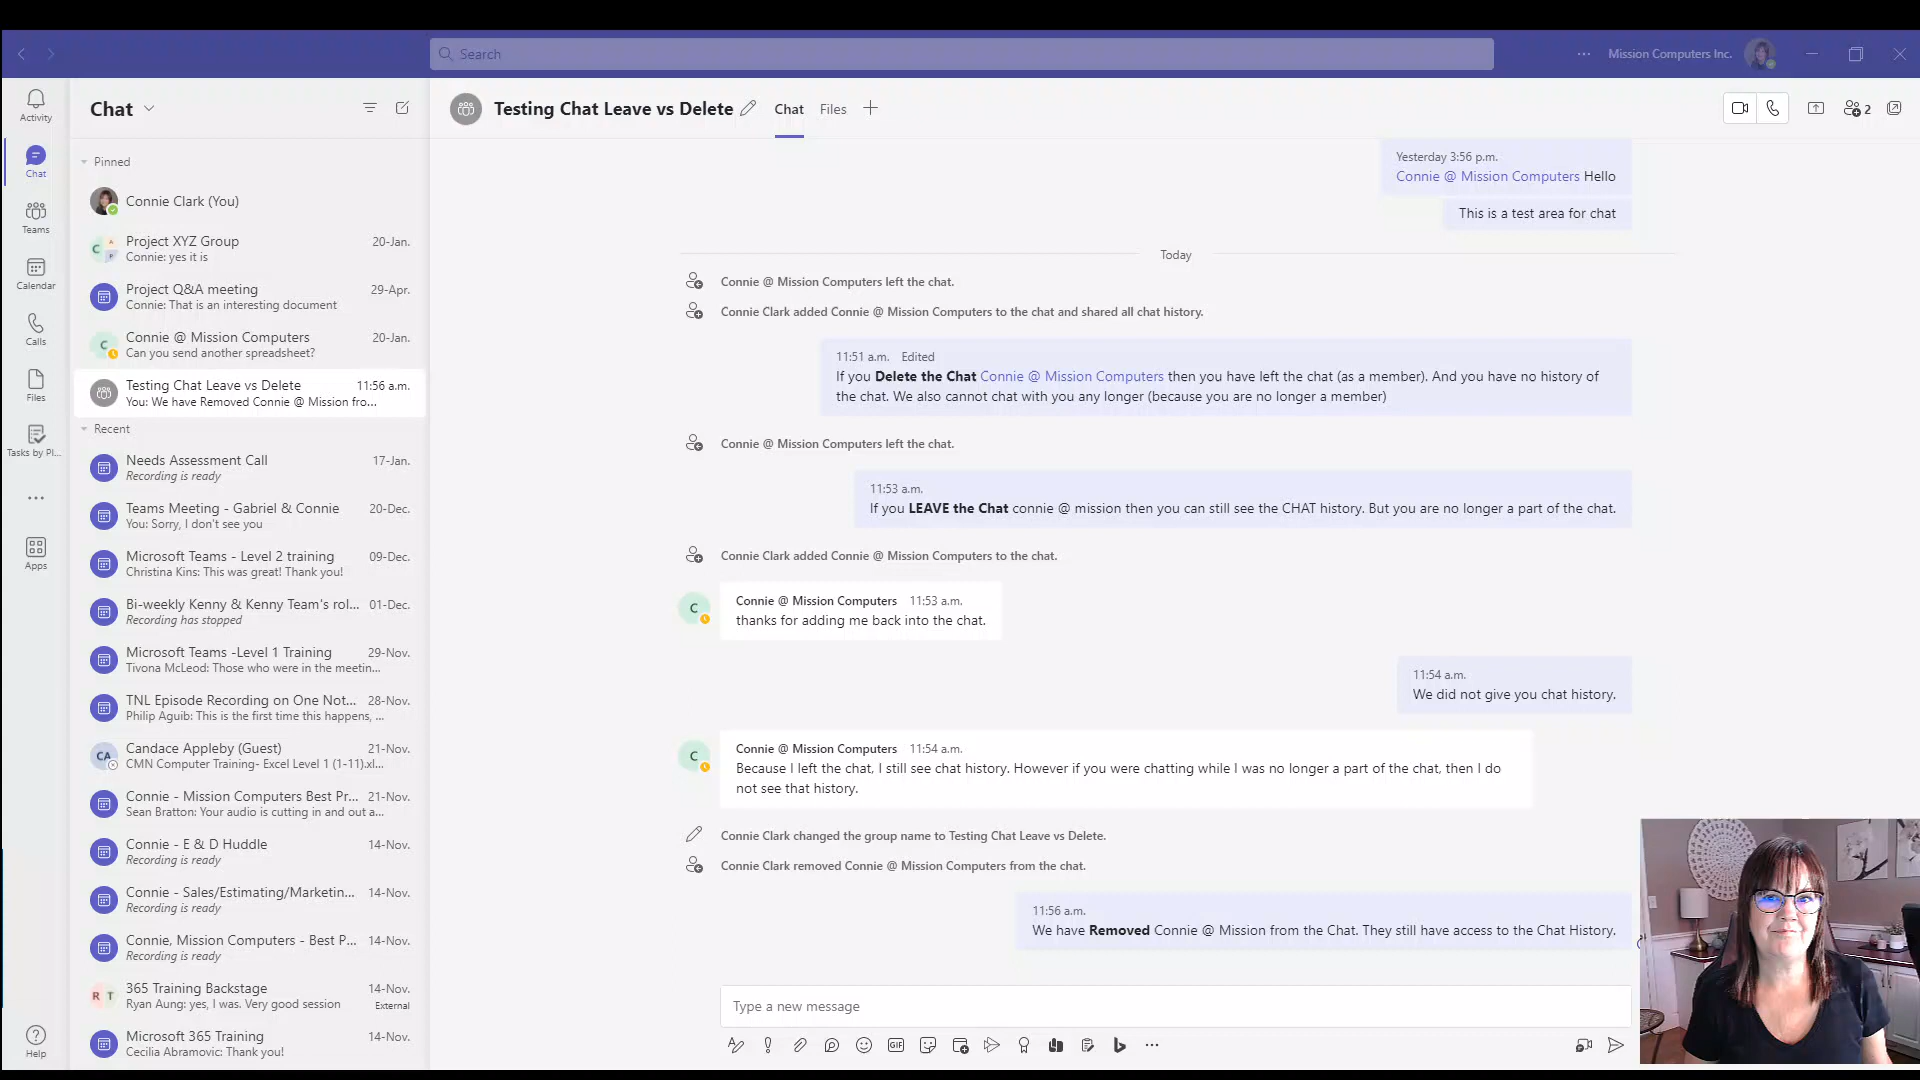 Search
Mission Computers Inc.
Activity
Chat
Teams
Calendar
Calls
Files
Tasks by Pl...
Apps
Help
Chat
Pinned
Connie Clark (You)
Project XYZ Group 20-Jan.
Connie: yes it is
Project Q&A meeting 29-Apr.
Connie: That is an interesting document
Connie @ Mission Computers 20-Jan.
Can you send another spreadsheet?
Testing Chat Leave vs Delete 11:56 a.m.
You: We have Removed Connie @ Mission fro...
Recent
Needs Assessment Call 17-Jan.
Recording is ready
Teams Meeting - Gabriel & Connie 20-Dec.
You: Sorry, I don't see you
Microsoft Teams - Level 2 training 09-Dec.
Christina Kins: This was great! Thank you!
Bi-weekly Kenny & Kenny Team's rol... 01-Dec.
Recording has stopped
Microsoft Teams -Level 1 Training 29-Nov.
Tivona McLeod: Those who were in the meetin...
TNL Episode Recording on One Not... 28-Nov.
Philip Aguib: This is the first time this happens, ...
CA
Candace Appleby (Guest) 21-Nov.
CMN Computer Training- Excel Level 1 (1-11).xl...
Connie - Mission Computers Best Pr... 21-Nov.
Sean Bratton: Your audio is cutting in and out a...
Connie - E & D Huddle 14-Nov.
Recording is ready
Connie - Sales/Estimating/Marketin... 14-Nov.
Recording is ready
Connie, Mission Computers - Best P... 14-Nov.
Recording is ready
R T
365 Training Backstage 14-Nov.
Ryan Aung: yes, I was. Very good session External
Microsoft 365 Training 14-Nov.
Cecilia Abramovic: Thank you!
Testing Chat Leave vs Delete Chat Files
2
Yesterday 3:56 p.m.
Connie @ Mission Computers Hello
This is a test area for chat
Today
Connie @ Mission Computers left the chat.
Connie Clark added Connie @ Mission Computers to the chat and shared all chat history.
11:51 a.m. Edited
If you Delete the Chat Connie @ Mission Computers then you have left the chat (as a member). And you have no history of
the chat. We also cannot chat with you any longer (because you are no longer a member)
Connie @ Mission Computers left the chat.
11:53 a.m.
If you LEAVE the Chat connie @ mission then you can still see the CHAT history. But you are no longer a part of the chat.
Connie Clark added Connie @ Mission Computers to the chat.
C
Connie @ Mission Computers 11:53 a.m.
thanks for adding me back into the chat.
11:54 a.m.
We did not give you chat history.
C
Connie @ Mission Computers 11:54 a.m.
Because I left the chat, I still see chat history. However if you were chatting while I was no longer a part of the chat, then I do
not see that history.
Connie Clark changed the group name to Testing Chat Leave vs Delete.
Connie Clark removed Connie @ Mission Computers from the chat.
11:56 a.m.
We have Removed Connie @ Mission from the Chat. They still have access to the Chat History.
Type a new message
GIF